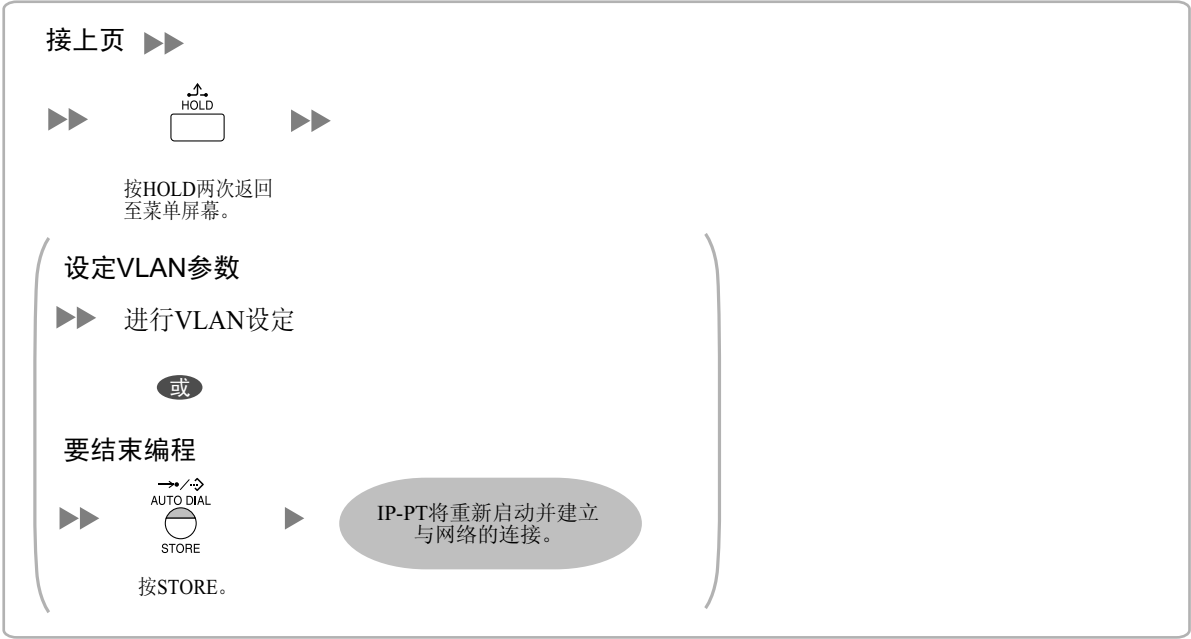 接上页
HOLD
按HOLD两次返回
至菜单屏幕。
设定VLAN参数
进行VLAN设定
或
要结束编程
AUTO DIAL
STORE
IP-PT将重新启动并建立
与网络的连接。
按STORE。